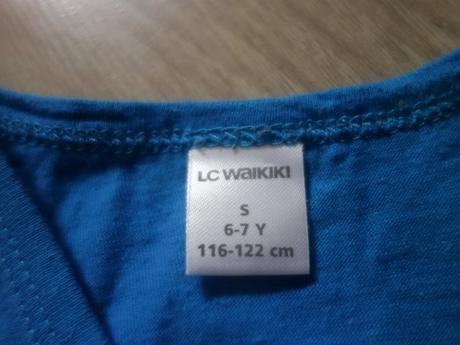 LC WAIKIKI
S
6-7 Y
116-122 cm